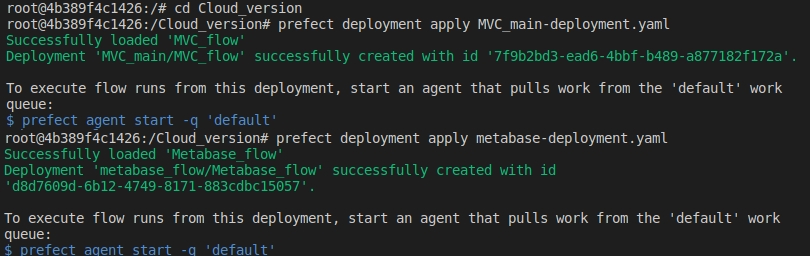 root@4b389f4c1426:/# cd Cloud_version
root@4b389f4c1426:/Cloud_version# prefect deployment apply MVC_main-deployment.yaml
Successfully loaded 'MVC_flow'
Deployment 'MVC_main/MVC_flow' successfully created with id '7f9b2bd3-ead6-4bbf-b489-a877182f172a'.
To execute flow runs from this deployment, start an agent that pulls work from the 'default' work
queue:
$ prefect agent start -q 'default'
root@4b389f4c1426:/Cloud_version# prefect deployment apply metabase-deployment.yaml
Successfully loaded 'Metabase_flow'
Deployment 'metabase_flow/Metabase_flow' successfully created with id
'd8d7609d-6b12-4749-8171-883cdbc15057'.
To execute flow runs from this deployment, start an agent that pulls work from the 'default' work
queue:
$ prefect agent start -q 'default'